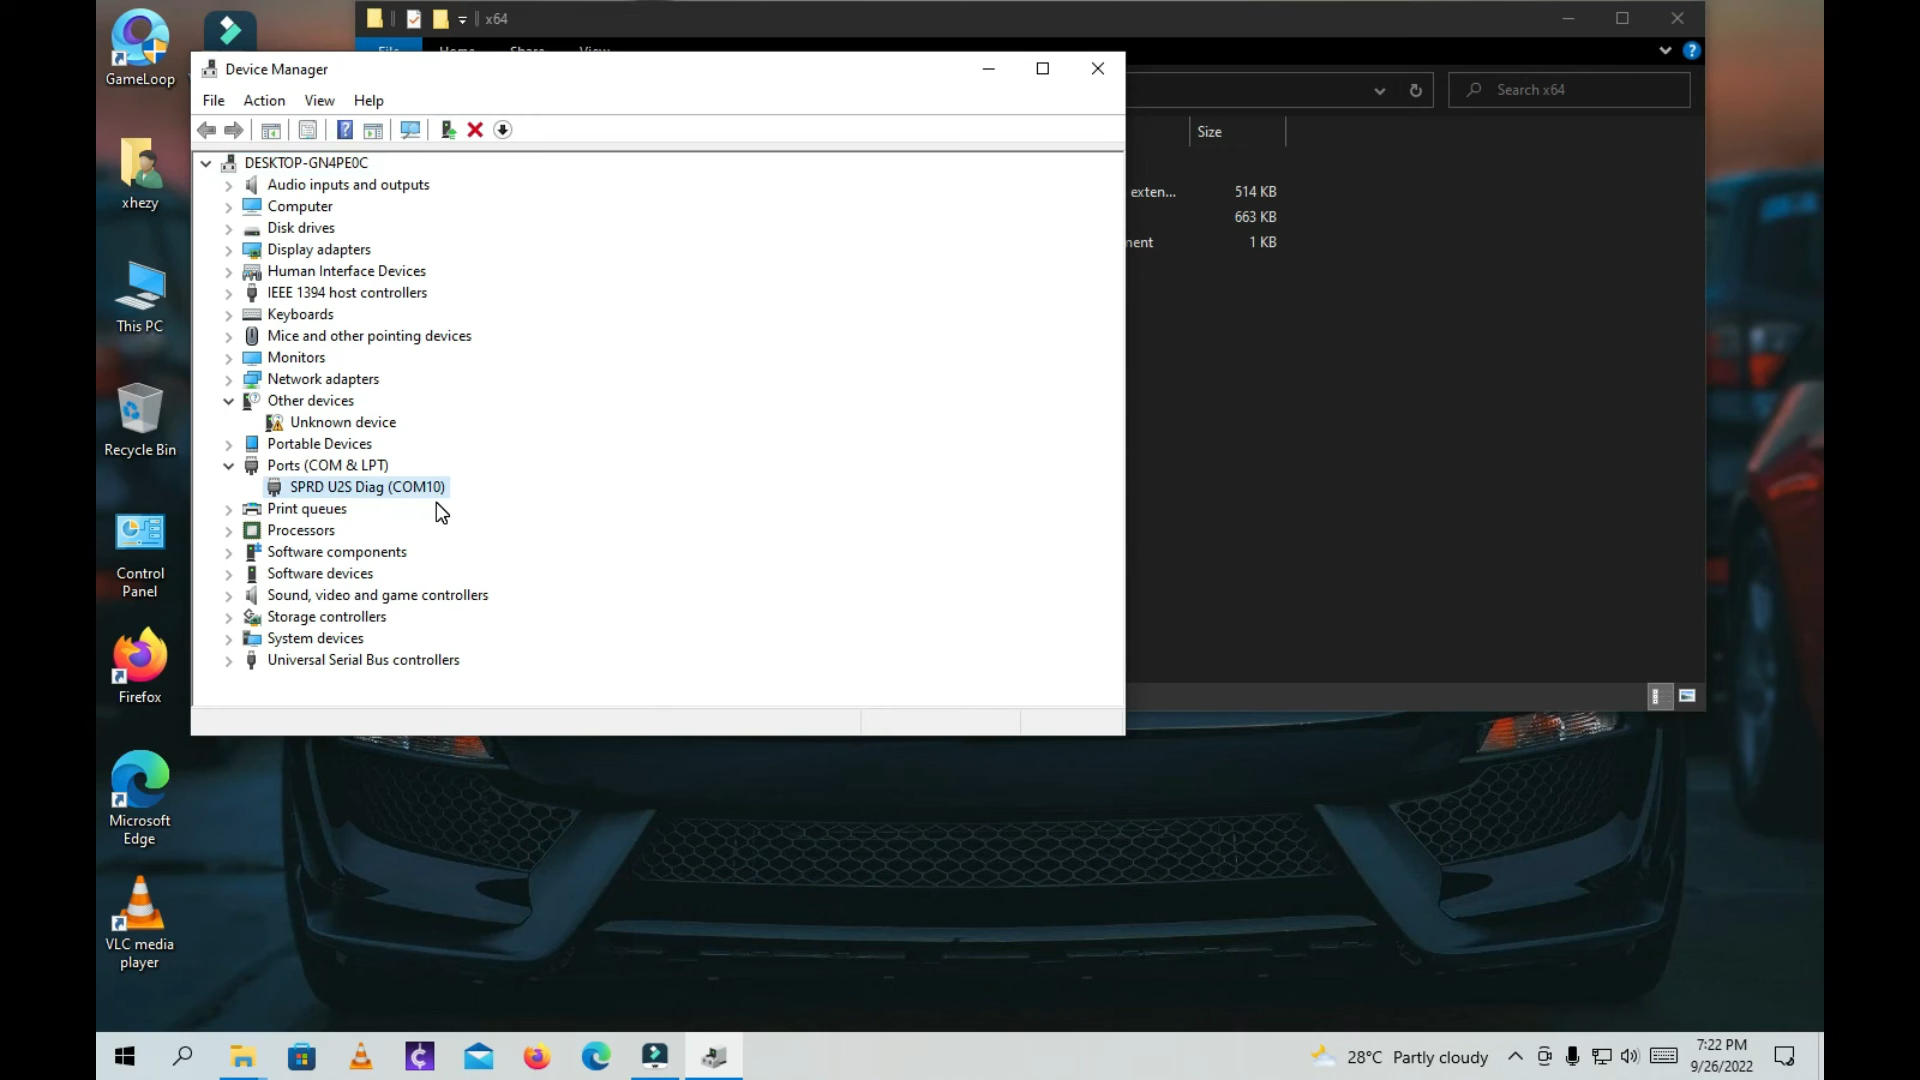 x64
File Home Share View
Search x64
Size
exten... 514 KB
663 KB
ment 1 KB
Device Manager
File Action View Help
DESKTOP-GN4PE0C
Audio inputs and outputs
Computer
Disk drives
Display adapters
Human Interface Devices
IEEE 1394 host controllers
Keyboards
Mice and other pointing devices
Monitors
Network adapters
Other devices
Unknown device
Portable Devices
Ports (COM & LPT)
SPRD U2S Diag (COM10)
Print queues
Processors
Software components
Software devices
Sound, video and game controllers
Storage controllers
System devices
Universal Serial Bus controllers
GameLoop
xhezy
This PC
Recycle Bin
Control
Panel
Firefox
Microsoft
Edge
VLC media
player
28°C Partly cloudy
7:22 PM
9/26/2022